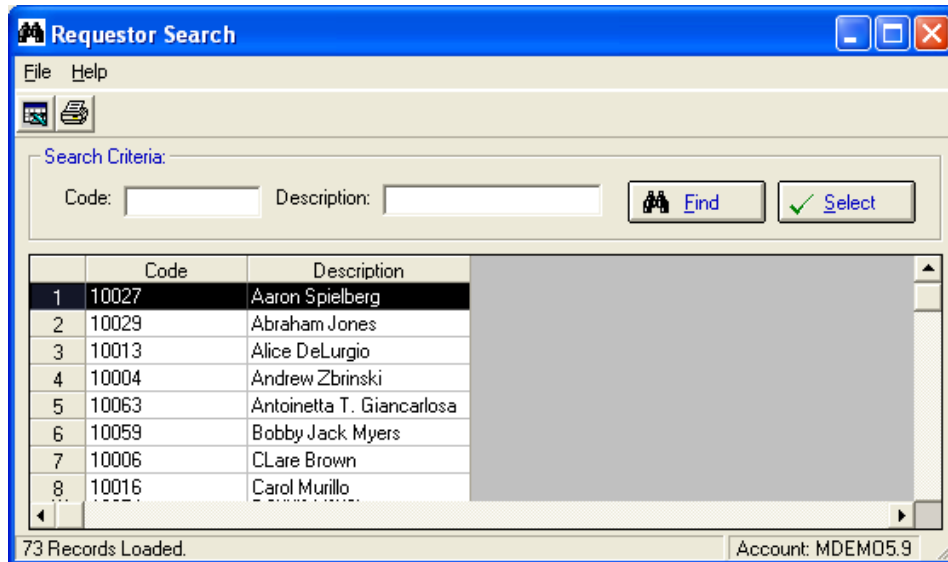 Requestor Search
File Help
Search Criteria:
Code: Description: Find Select
Code Description
1 10027 Aaron Spielberg
2 10029 Abraham Jones
3 10013 Alice DeLurgio
4 10004 Andrew Zbrinski
5 10063 Antoinetta T. Giancarlosa
6 10059 Bobby Jack Myers
7 10006 CLare Brown
8 10016 Carol Murillo
73 Records Loaded. Account: MDEMO5.9